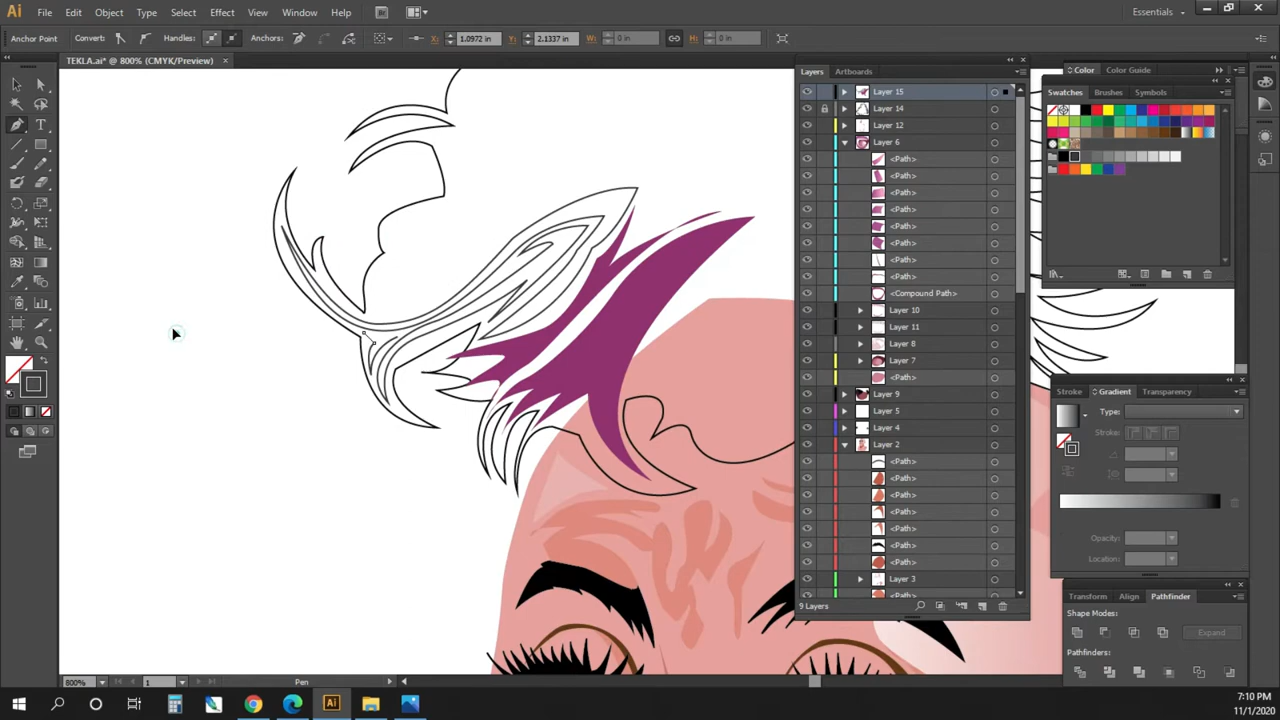 Ai File Edit Object Type Select Effect View Window Help Br Essentials
Anchor Point Convert: Handles: Anchors: X: 1.0972 in Y: 2.1337 in W: 0 in H: 0 in
TEKLA.ai* @ 800% (CMYK/Preview)
Layers Artboards
Layer 15
Layer 14
Layer 12
Layer 6
<Path>
<Path>
<Path>
<Path>
<Path>
<Path>
<Path>
<Path>
<Compound Path>
Layer 10
Layer 11
Layer 8
Layer 7
<Path>
Layer 9
Layer 5
Layer 4
Layer 2
<Path>
<Path>
<Path>
<Path>
<Path>
<Path>
<Path>
Layer 3
<Path>
9 Layers
Color Color Guide
Swatches Brushes Symbols
Stroke Gradient Transparency
Type:
Stroke:
Opacity:
Location:
Transform Align Pathfinder
Shape Modes:
Expand
Pathfinders:
800% 1 Pen
Ai
7:10 PM
11/1/2020